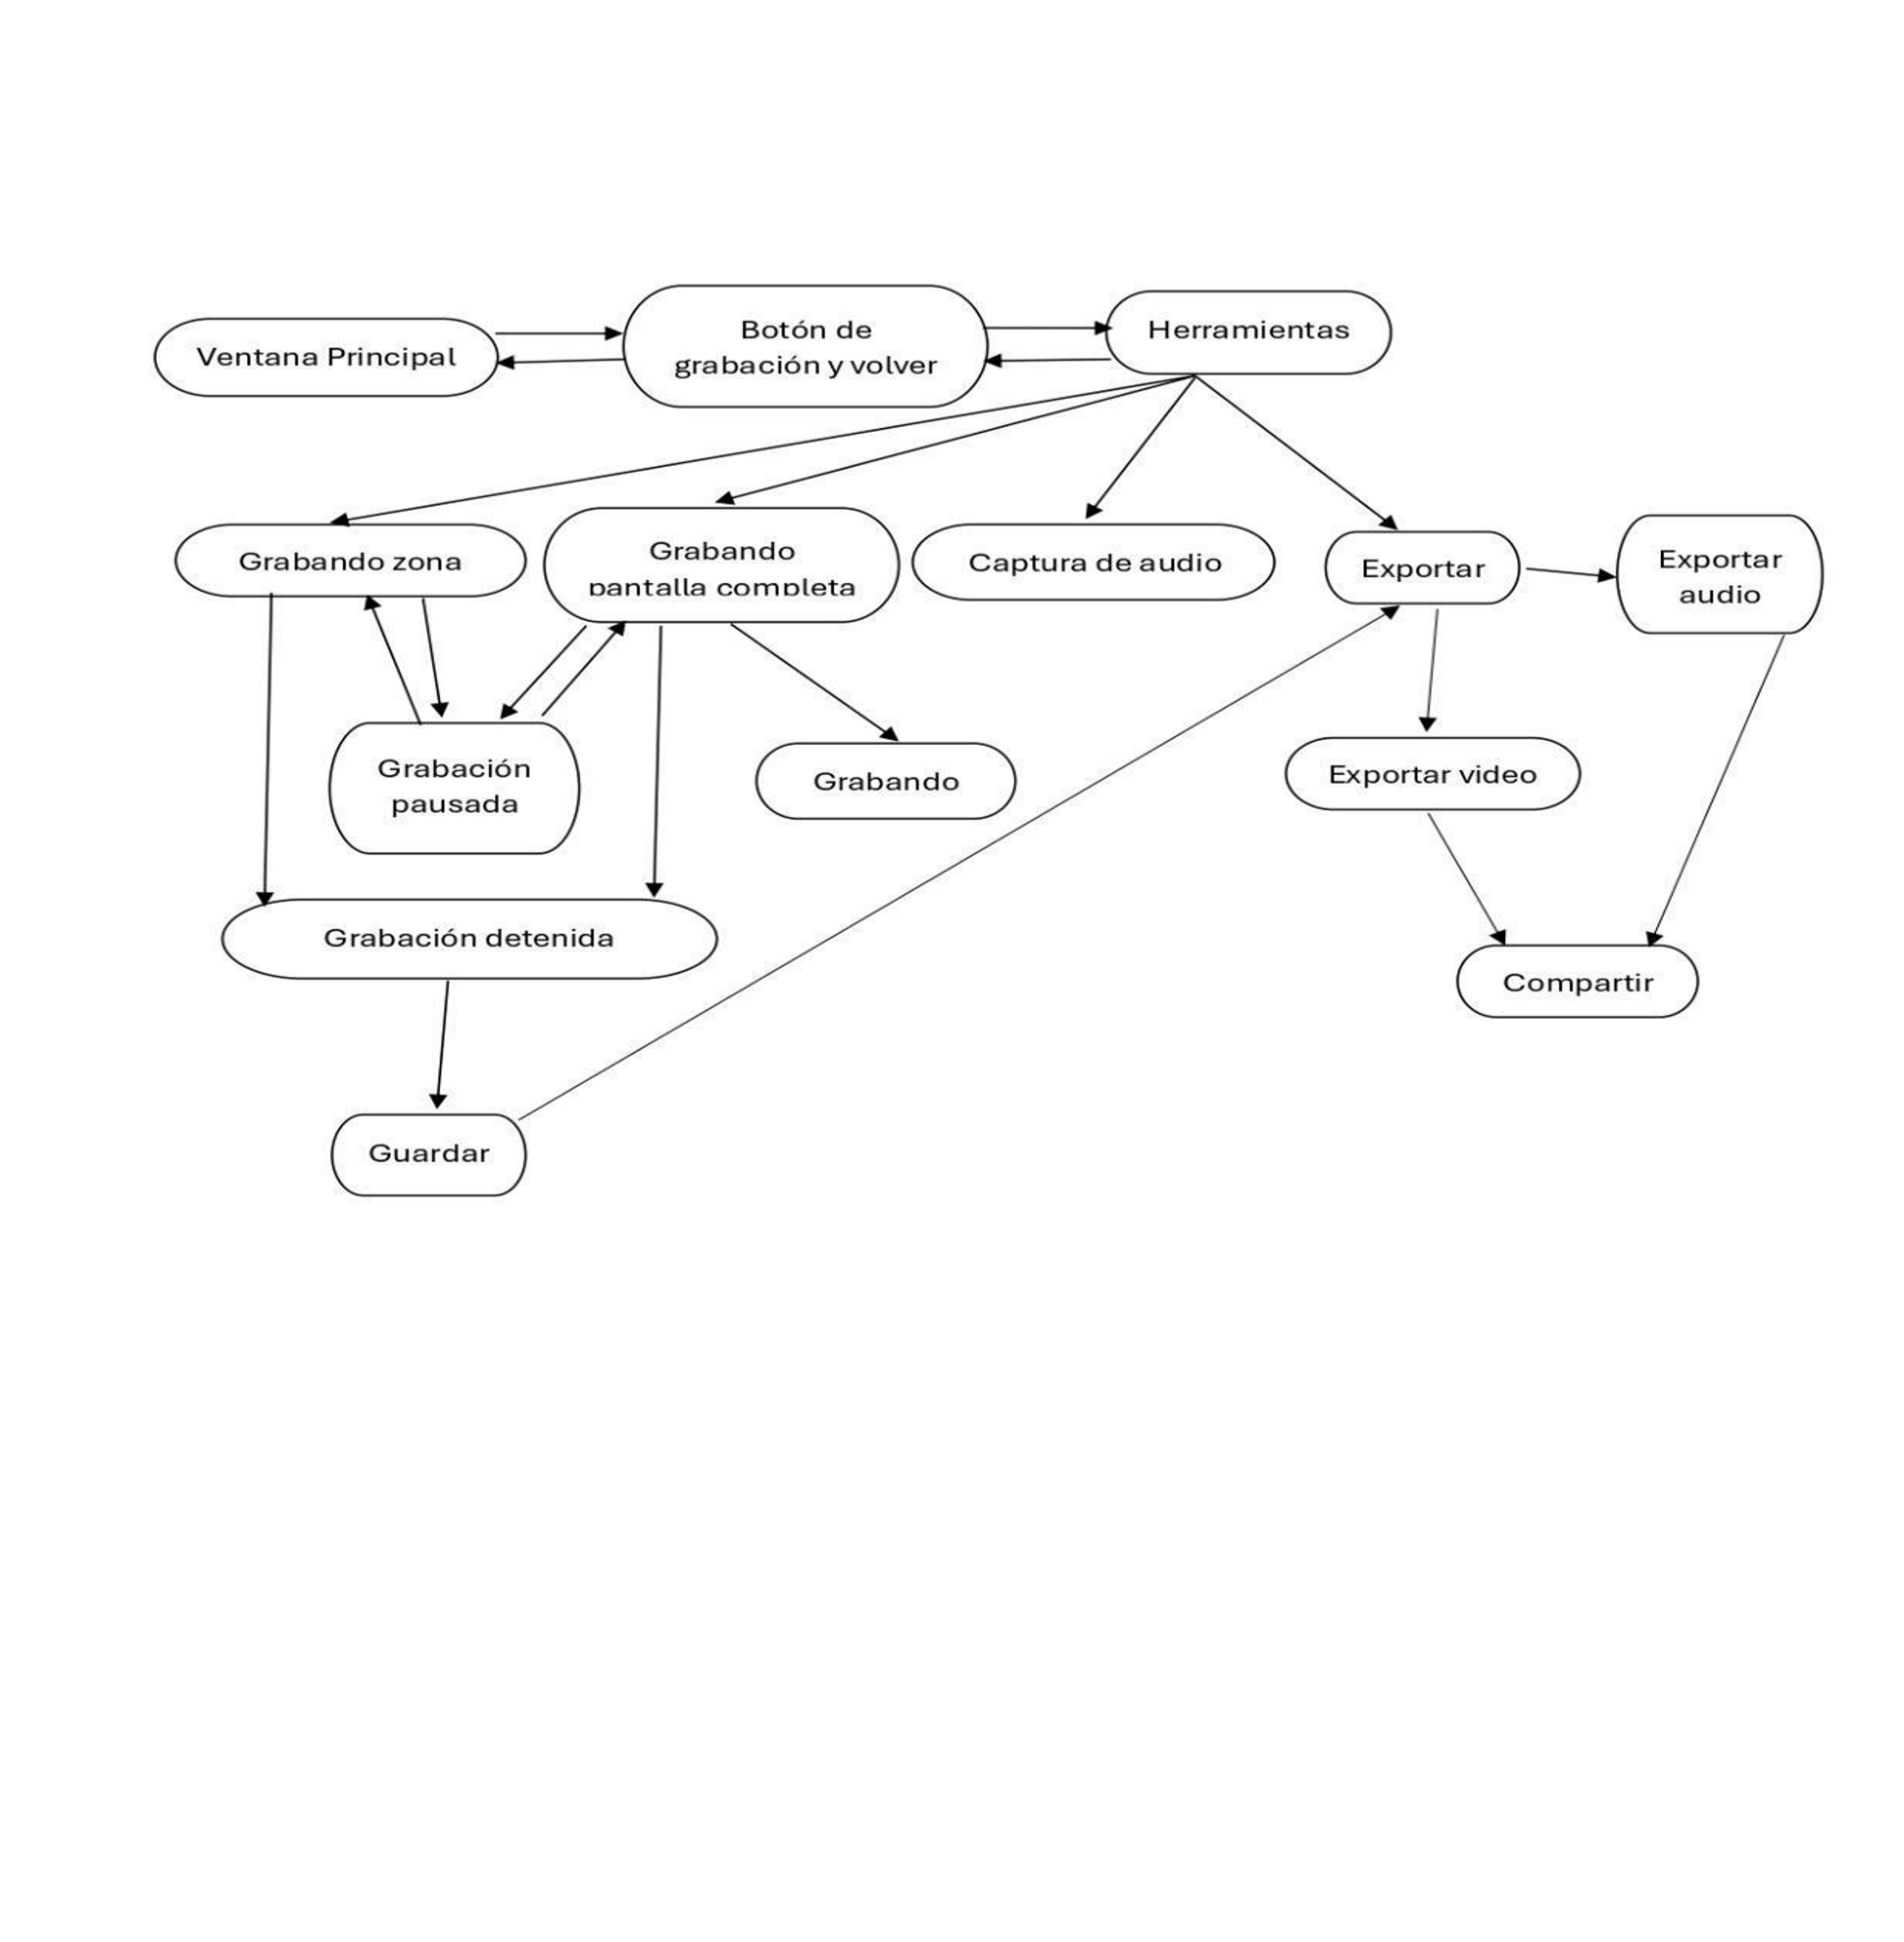 Ventana Principal
Botón de
grabación y volver
Herramientas
Grabando zona
Grabando
pantalla completa
Captura de audio
Exportar
Exportar
audio
Grabación
pausada
Grabando
Exportar video
Grabación detenida
Compartir
Guardar